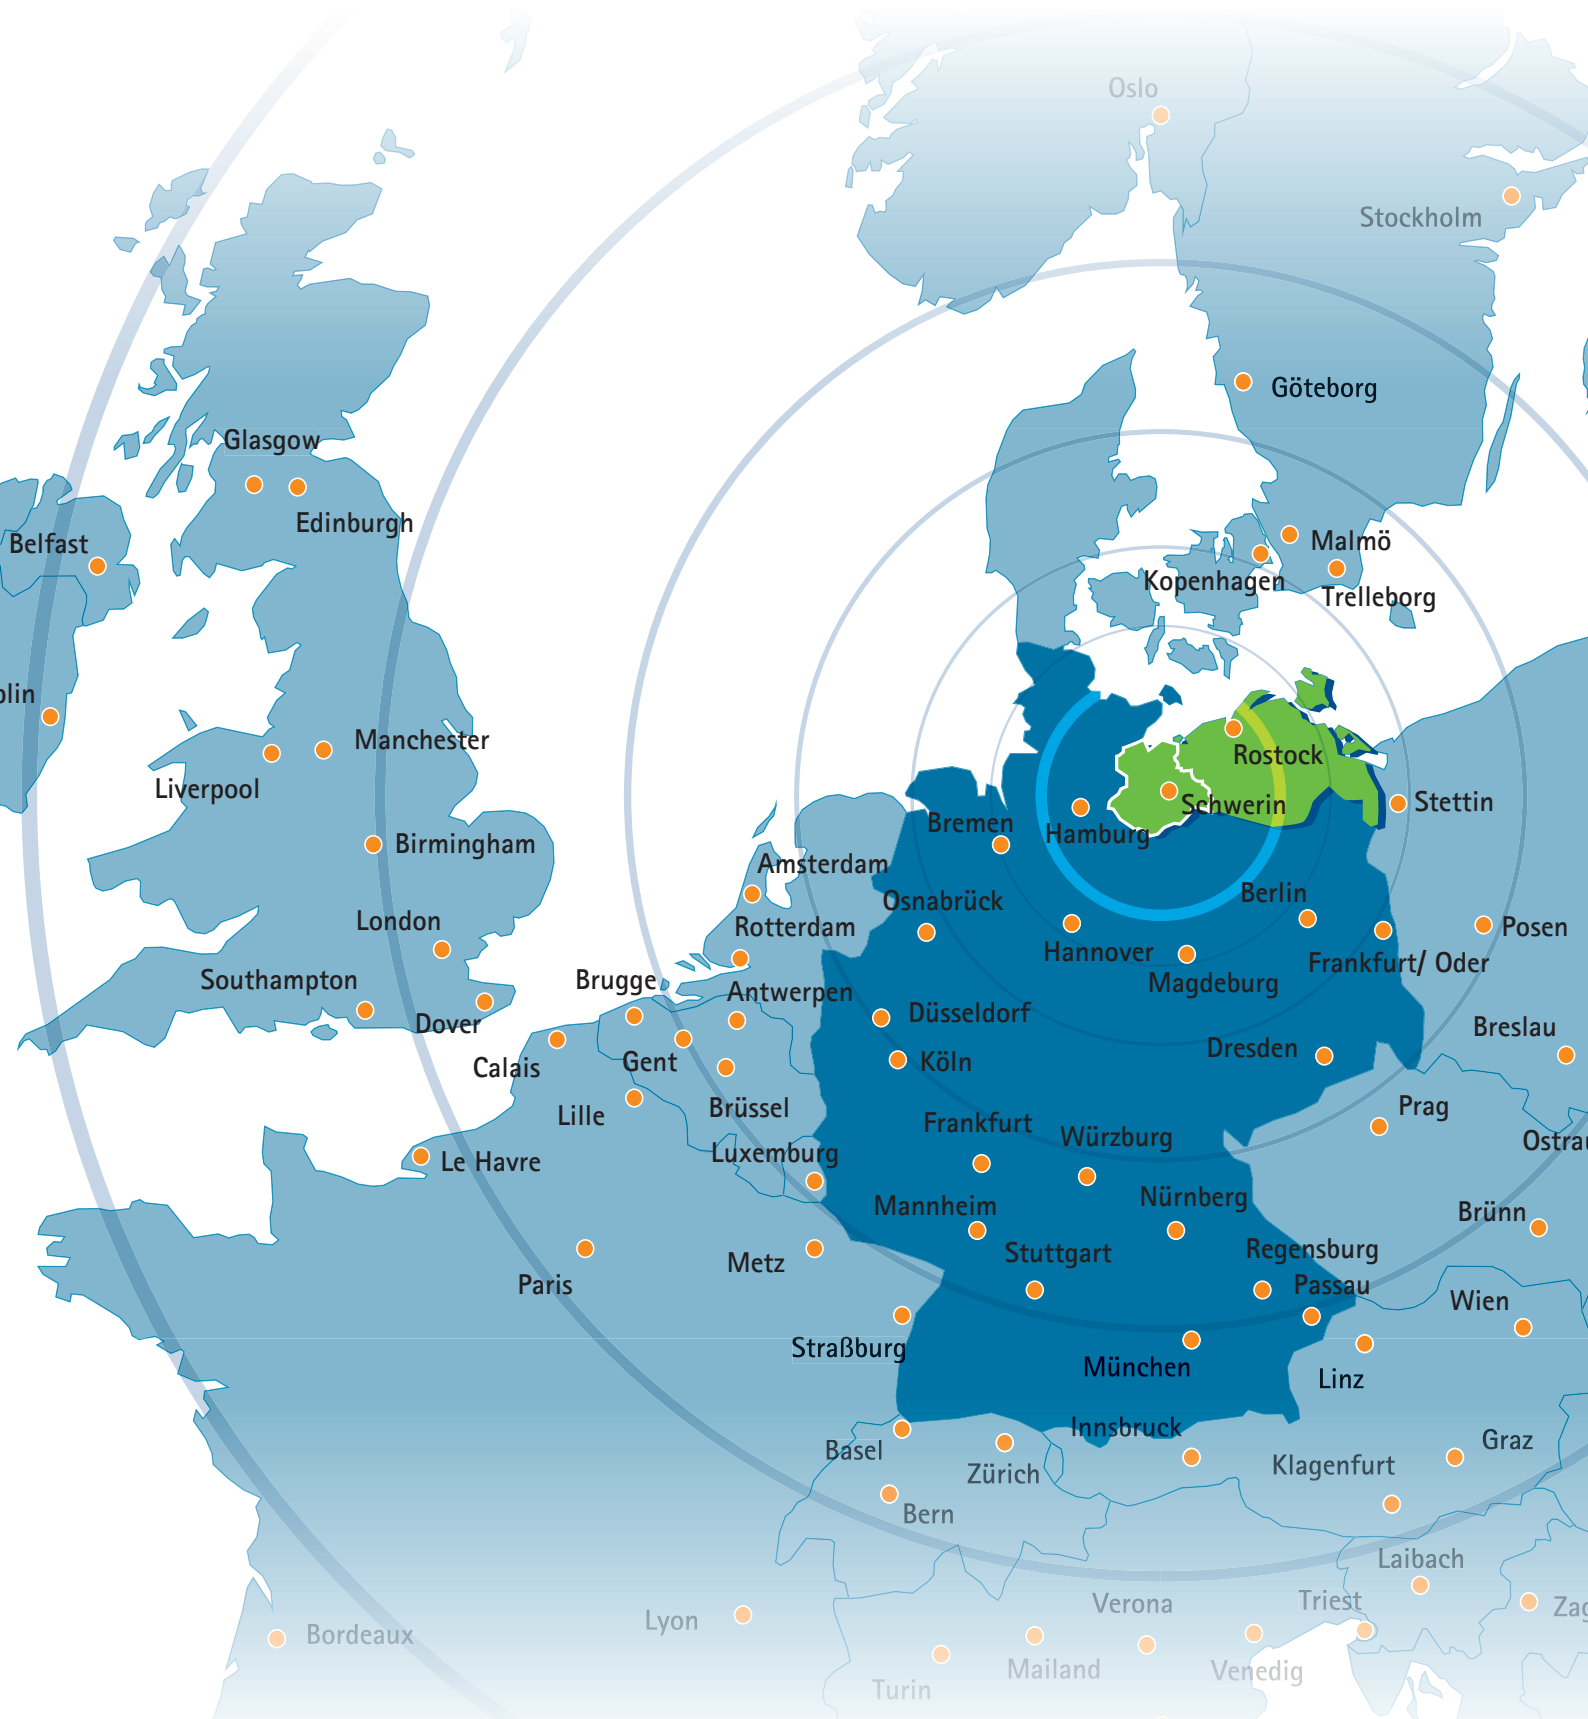 Oslo
Stockholm
Göteborg
Glasgow
Edinburgh
Belfast
Malmö
Kopenhagen
Trelleborg
lin
Manchester
Rostock
Liverpool
Schwerin
Stettin
Bremen
Hamburg
Birmingham
Amsterdam
Berlin
Osnabrück
London
Rotterdam
Posen
Hannover
Frankfurt/ Oder
Southampton
Brugge
Magdeburg
Antwerpen
Düsseldorf
Dover
Breslau
Dresden
Calais
Gent
Köln
Brüssel
Prag
Lille
Frankfurt
Würzburg
Ostrau
Luxemburg
Le Havre
Nürnberg
Mannheim
Brünn
Regensburg
Stuttgart
Metz
Paris
Passau
Wien
Straßburg
München
Linz
Innsbruck
Graz
Basel
Klagenfurt
Zürich
Bern
Laibach
Triest
Verona
Zag
Lyon
Bordeaux
Mailand
Venedig
Turin